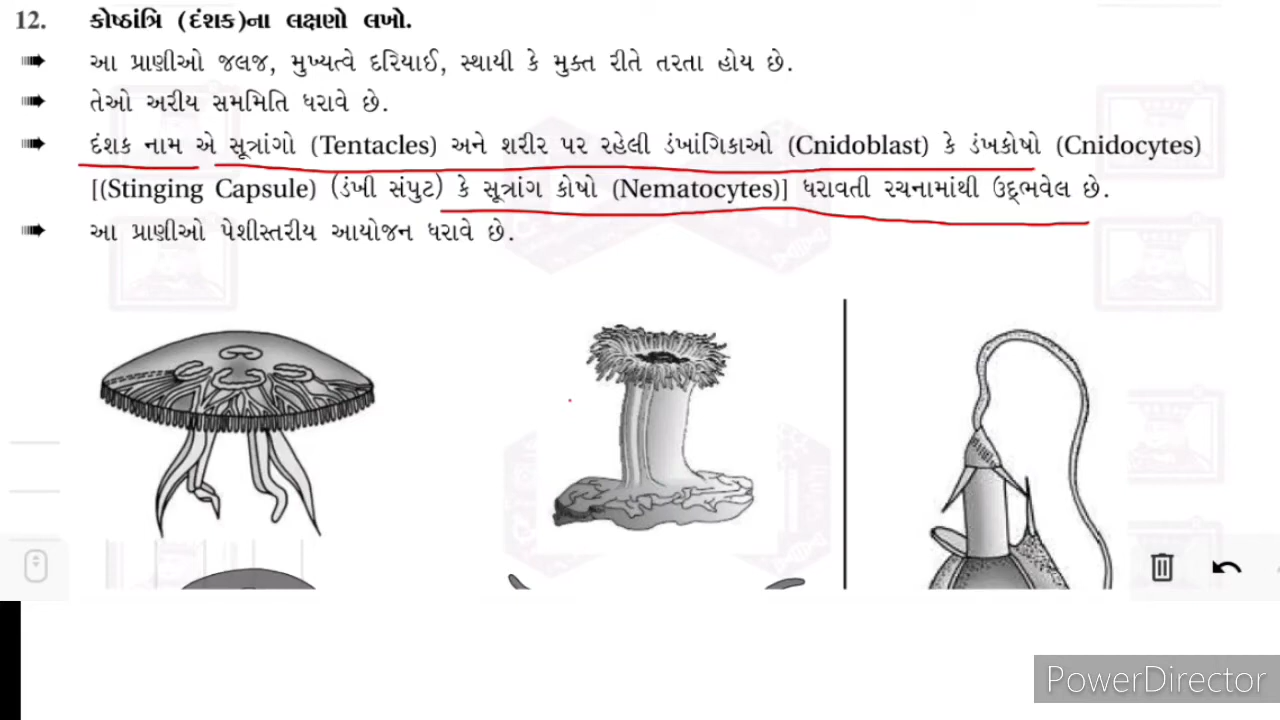 12. કોષ્ઠાંત્રિ (દંશક)ના લક્ષણો લખો.
આ પ્રાણીઓ જલજ, મુખ્યત્વે દરિયાઈ, સ્થાયી કે મુક્ત રીતે તરતા હોય છે.
તેઓ અરીય સમમિતિ ધરાવે છે.
દંશક નામ એ સૂત્રાંગો (Tentacles) અને શરીર પર રહેલી ડંખાંગિકાઓ (Cnidoblast) કે ડંખકોષો (Cnidocytes)
[(Stinging Capsule) (ડંખી સંપુટ) કે સૂત્રાંગ કોષો (Nematocytes)] ધરાવતી રચનામાંથી ઉદ્દભવેલ છે.
આ પ્રાણીઓ પેશીસ્તરીય આયોજન ધરાવે છે.
PowerDirector